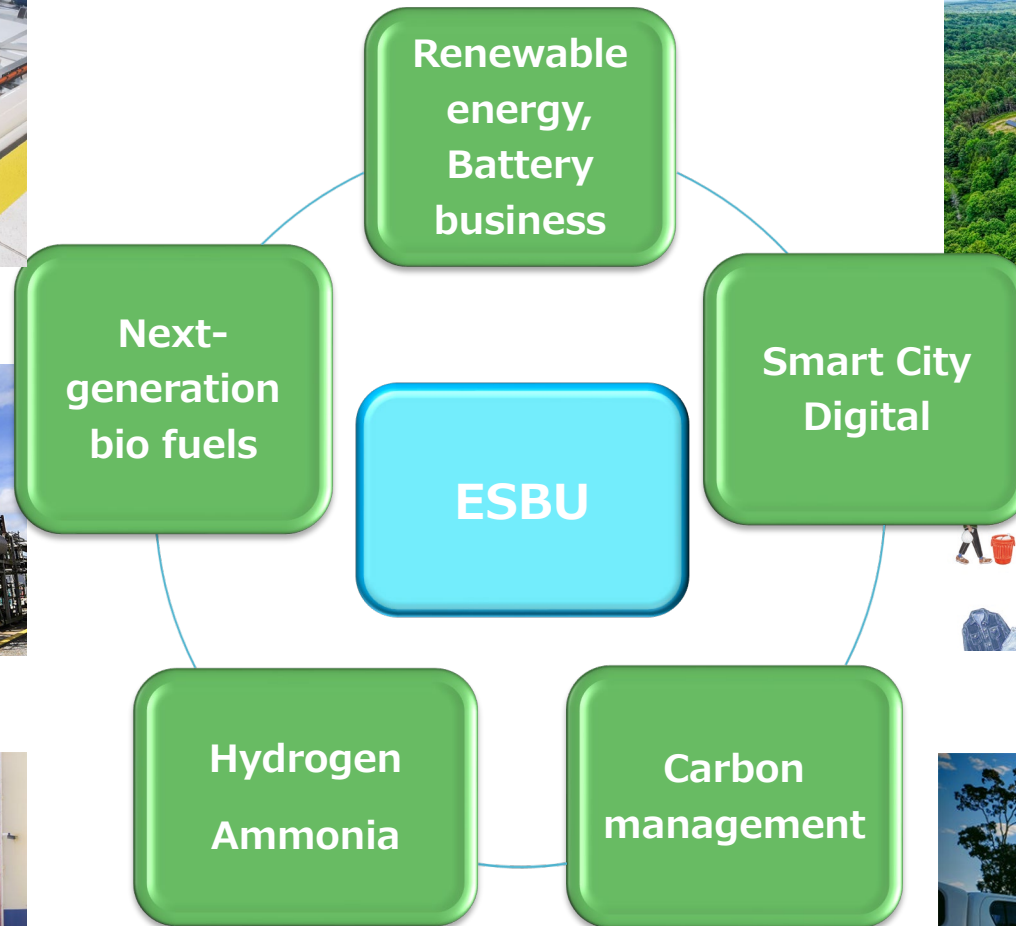 Renewable
energy,
Battery
business
Next-
generation
bio fuels
Smart City
Digital
ESBU
Hydrogen
Ammonia
Carbon
management